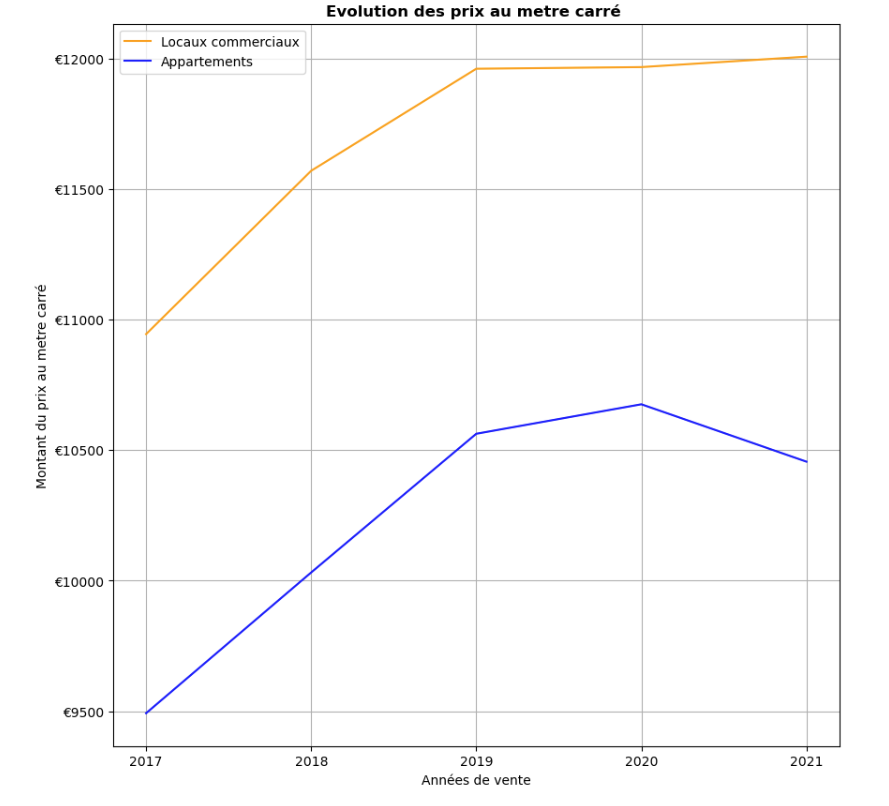 Evolution des prix au metre carré
Locaux commerciaux
Appartements
€12000
€11500
€11000
€10500
€10000
€9500
Montant du prix au metre carré
2017 2018 2019 2020 2021
Années de vente